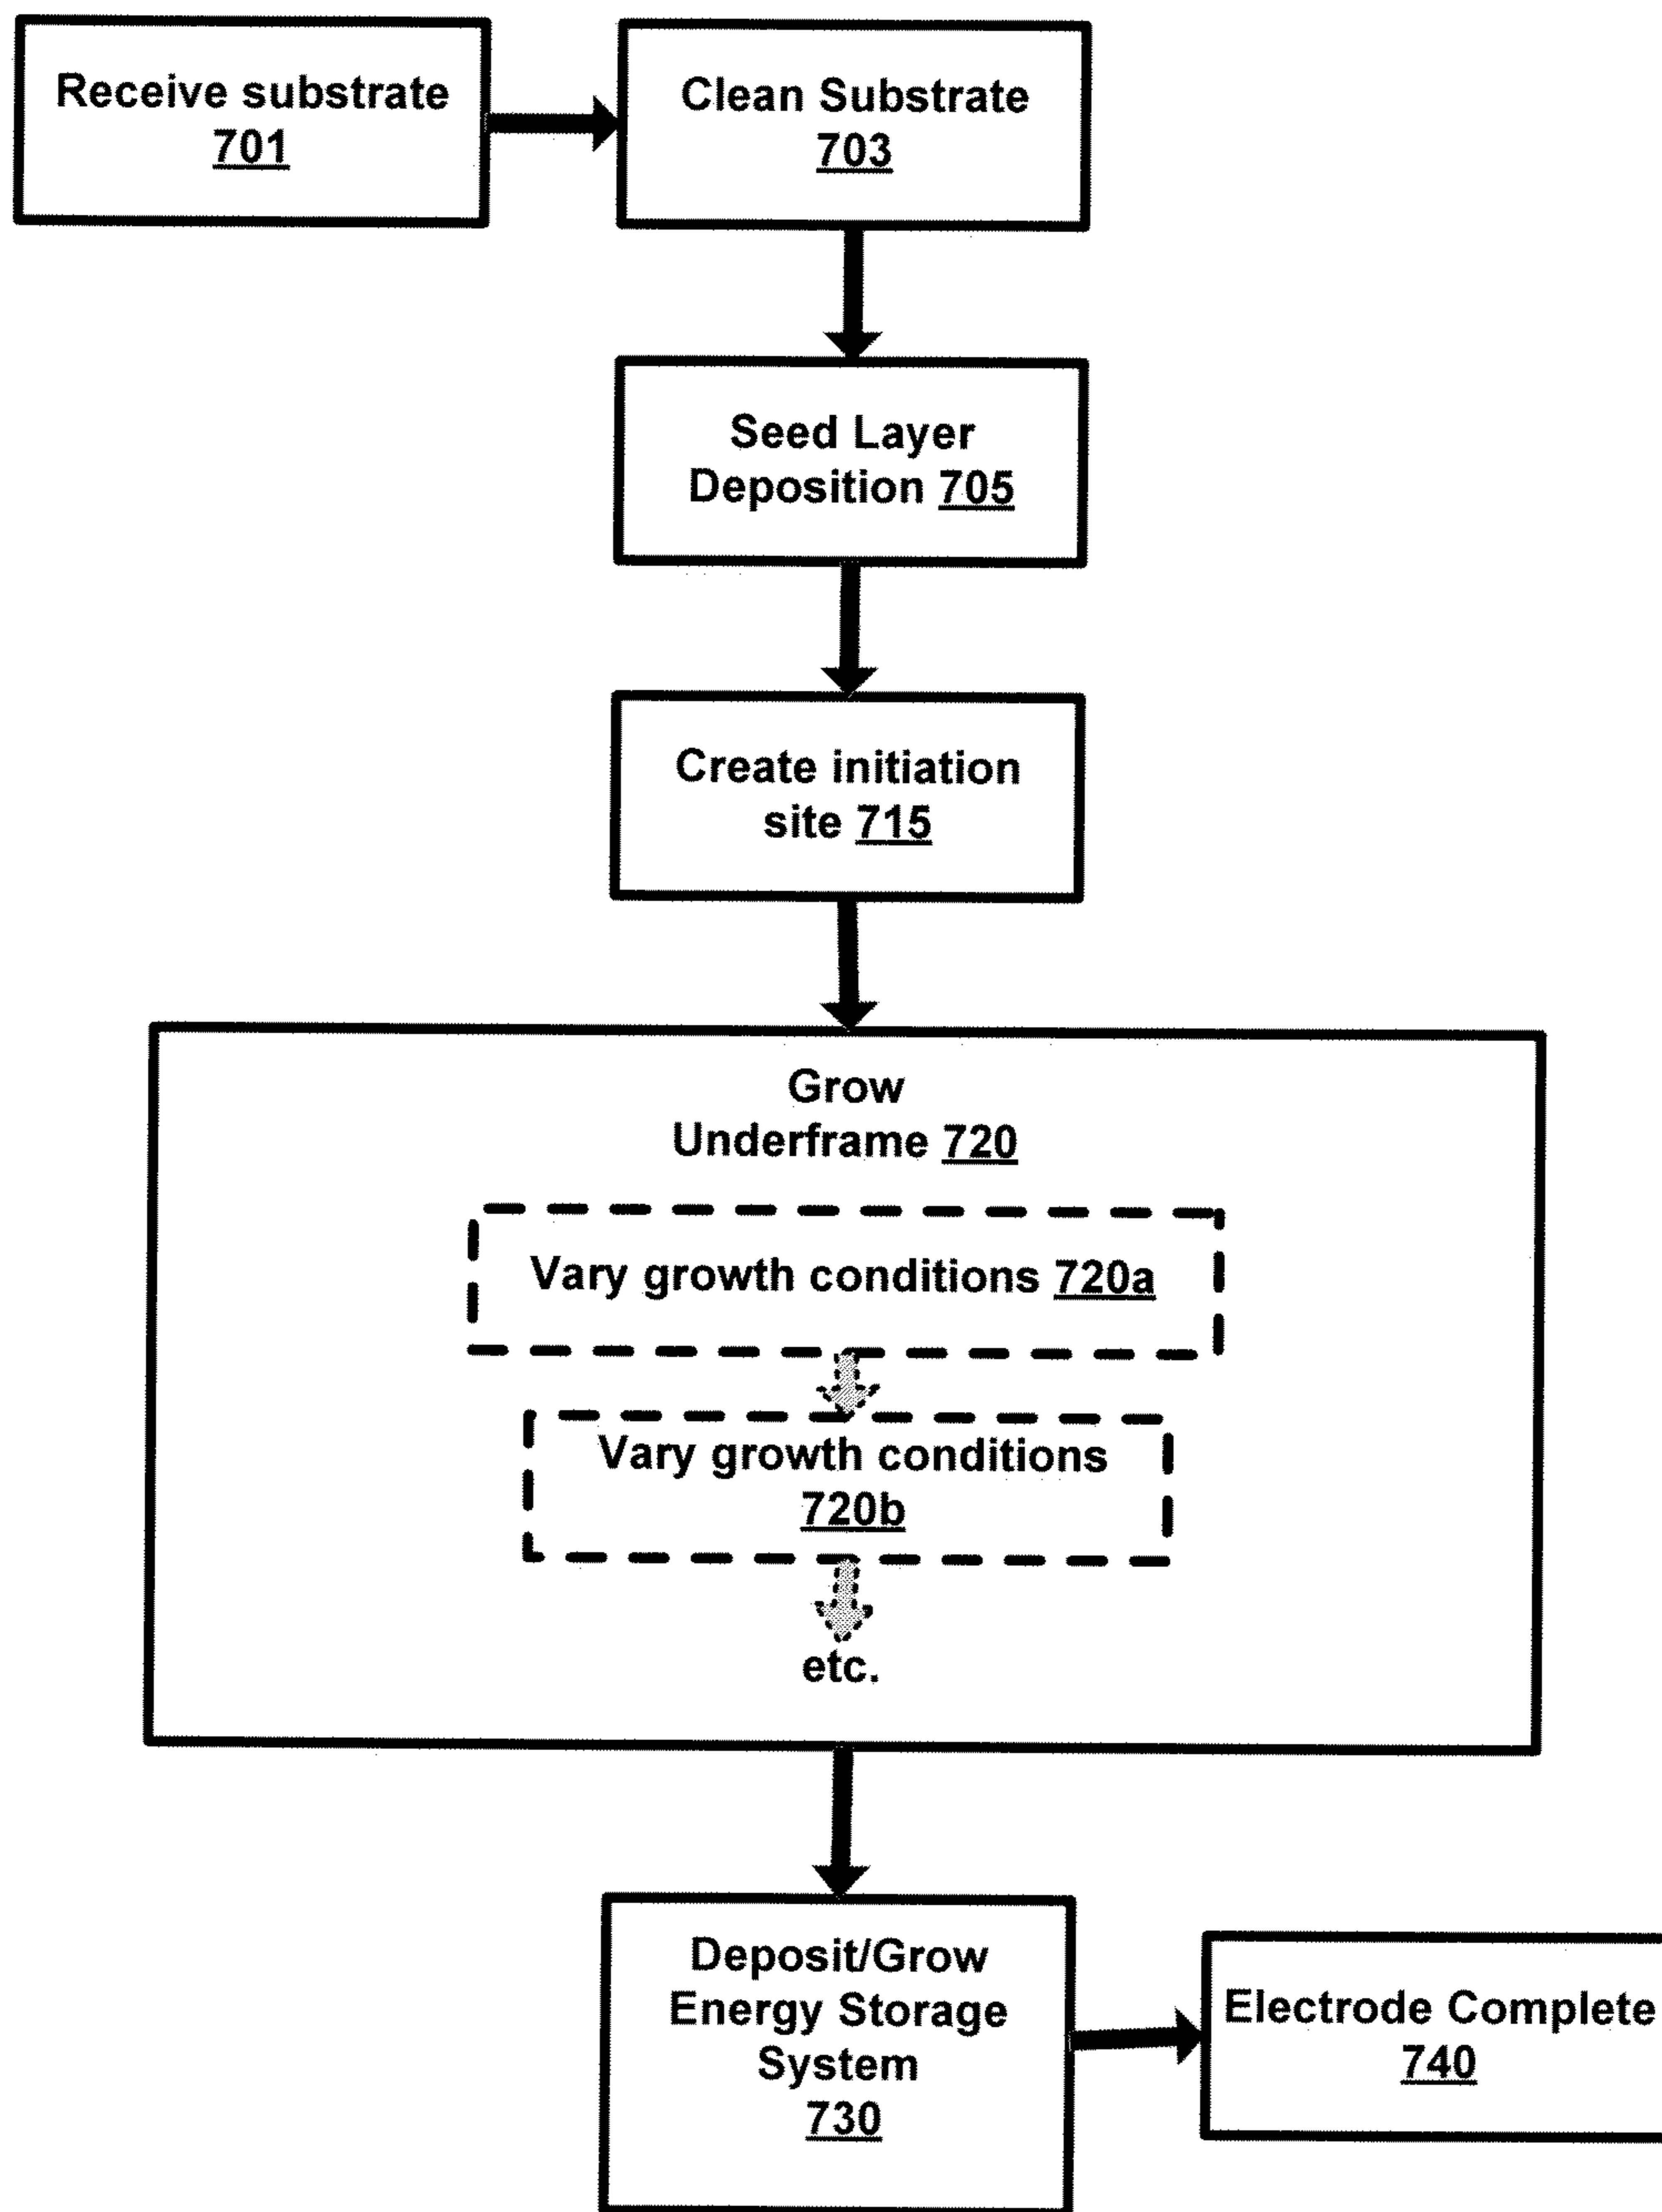 Receive substrate
701
Clean Substrate
703
Seed Layer
Deposition 705
Create initiation
site 715
Grow
Underframe 720
Vary growth conditions 720a
Vary growth conditions
720b
etc.
Deposit/Grow
Energy Storage
System
730
Electrode Complete
740